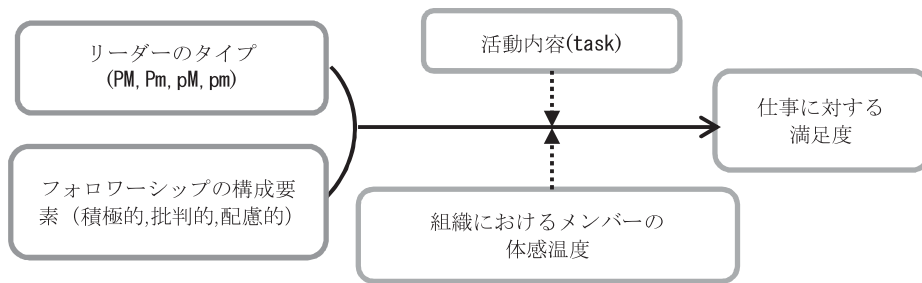 リーダーのタイプ
(PM, Pm, pM, pm)
活動内容(task)
仕事に対する
満足度
フォロワーシップの構成要
素（積極的,批判的,配慮的）
組織におけるメンバーの
体感温度